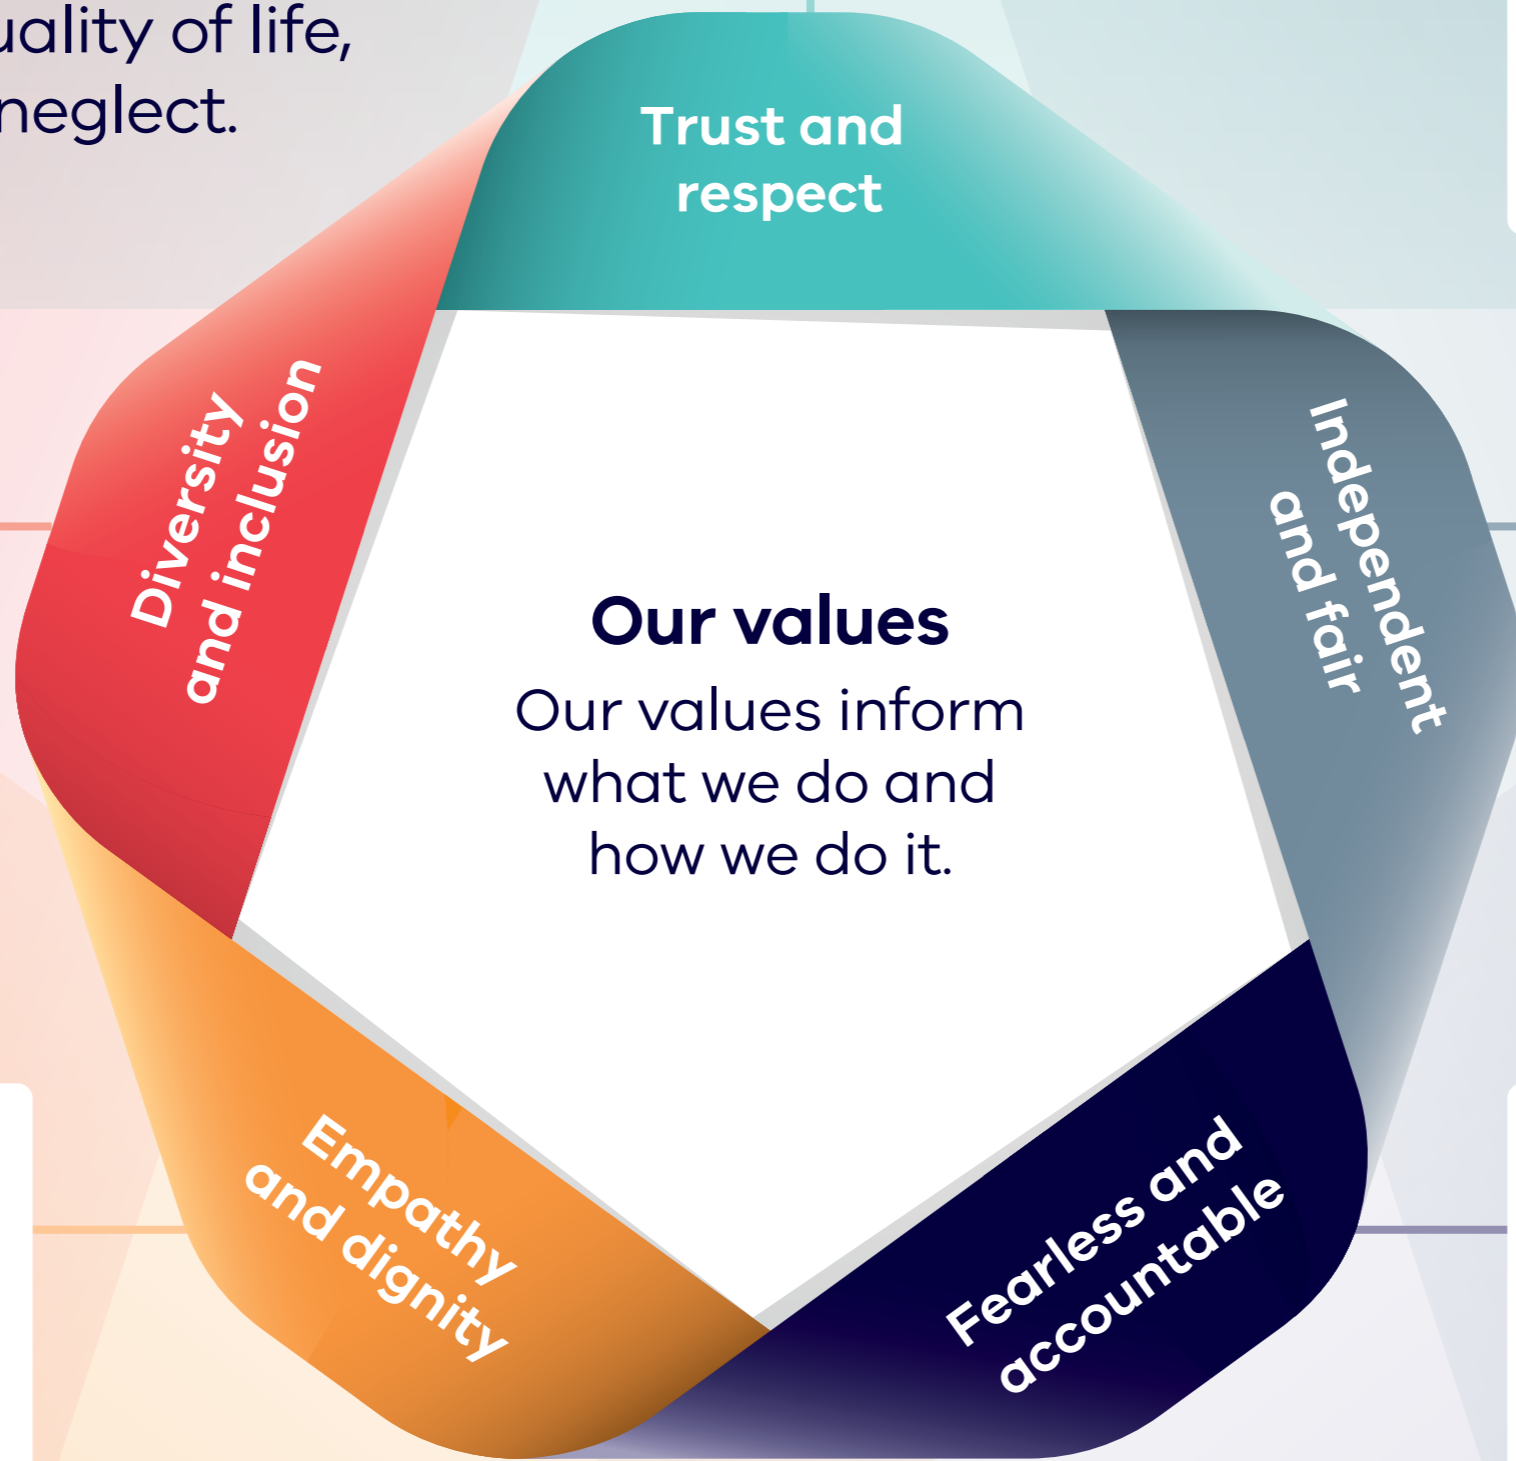 of life,
neglect.
Trust and
respect
Independent
and fair
Fearless and
accountable
Empathy
and dignity
Diversity
and inclusion
Our values
Our values inform
what we do and
how we do it.